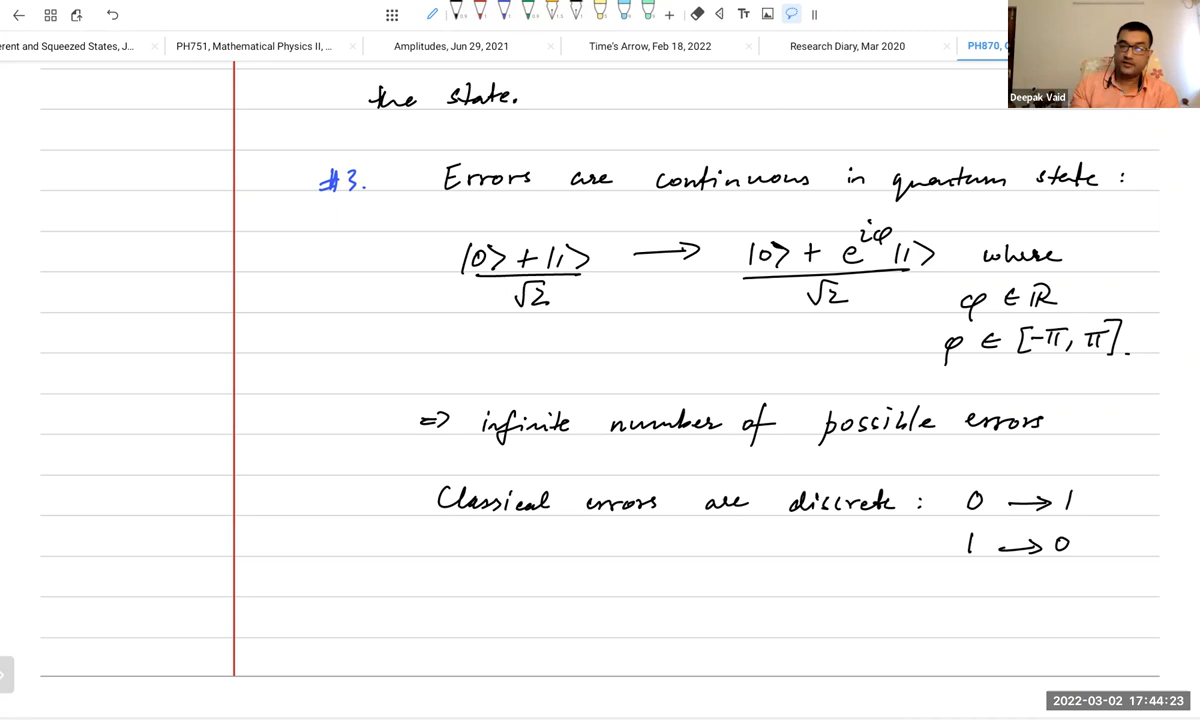 erent and Squeezed States, J...
PH751, Mathematical Physics II, ...
Amplitudes, Jun 29, 2021
Time's Arrow, Feb 18, 2022
Research Diary, Mar 2020
PH870,
Deepak Vaid
the state.
#3. Errors are continuous in quantum state :
|0⟩ + |1⟩ / √2 → |0⟩ + e^{iφ} |1⟩ / √2 where
φ ∈ ℝ
φ ∈ [-π, π].
⇒ infinite number of possible errors
Classical errors are discrete : 0 → 1
1 → 0
2022-03-02 17:44:23